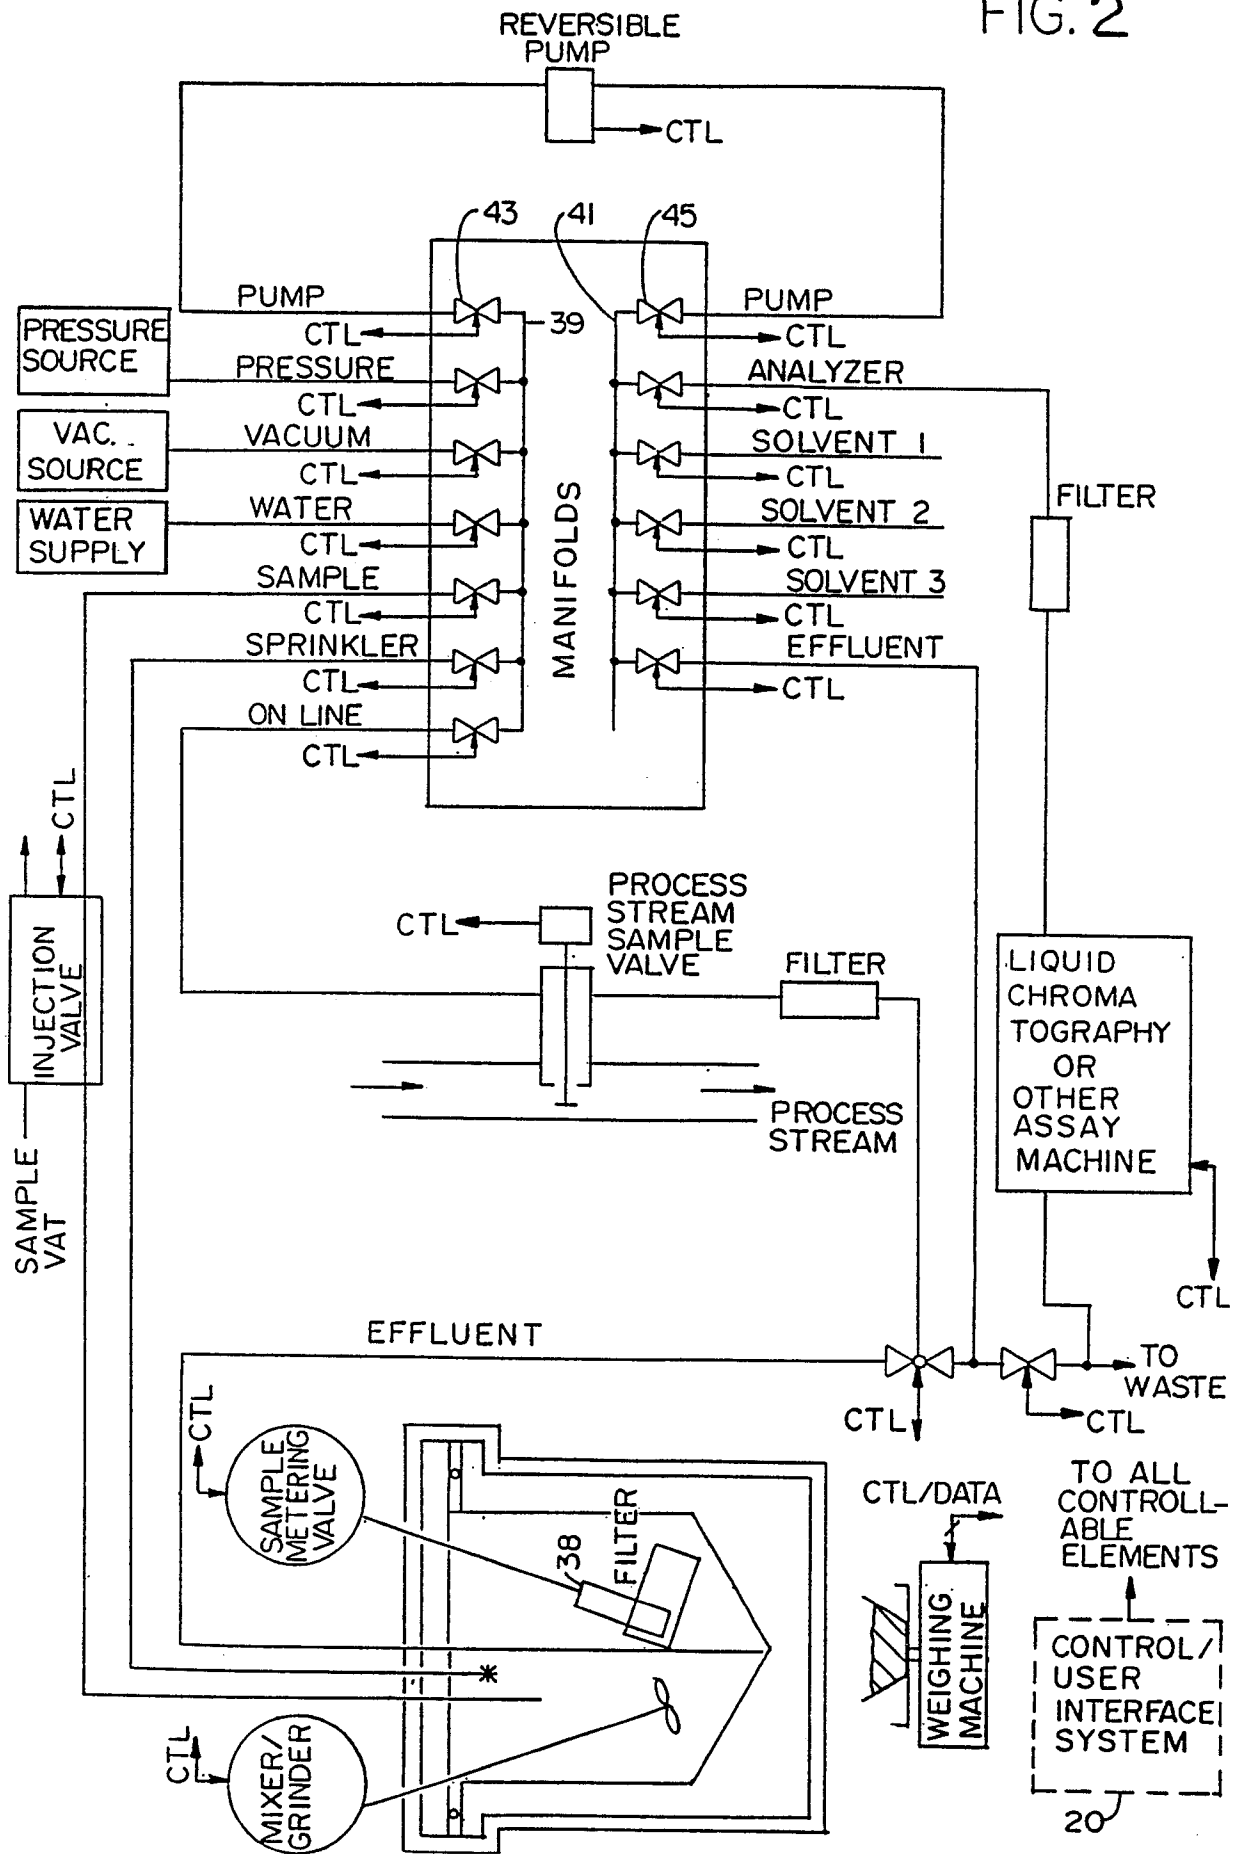 FIG. 2
REVERSIBLE
PUMP
CTL
43
41
45
PUMP
PUMP
PRESSURE
SOURCE
CTL
39
CTL
PRESSURE
ANALYZER
CTL
CTL
VAC.
SOURCE
VACUUM
SOLVENT 1
CTL
CTL
FILTER
WATER
SUPPLY
WATER
MANIFOLDS
SOLVENT 2
CTL
CTL
SAMPLE
SOLVENT 3
CTL
CTL
SPRINKLER
EFFLUENT
CTL
CTL
ON LINE
CTL
CTL
INJECTION
VALVE
SAMPLE
VAT
CTL
PROCESS
STREAM
SAMPLE
VALVE
FILTER
PROCESS
STREAM
LIQUID
CHROMA
TOGRAPHY
OR
OTHER
ASSAY
MACHINE
CTL
EFFLUENT
TO
WASTE
CTL
CTL
CTL
SAMPLE
METERING
VALVE
38
FILTER
CTL/DATA
WEIGHING
MACHINE
TO ALL
CONTROLL-
ABLE
ELEMENTS
CONTROL/
USER
INTERFACE
SYSTEM
20
CTL
MIXER/
GRINDER